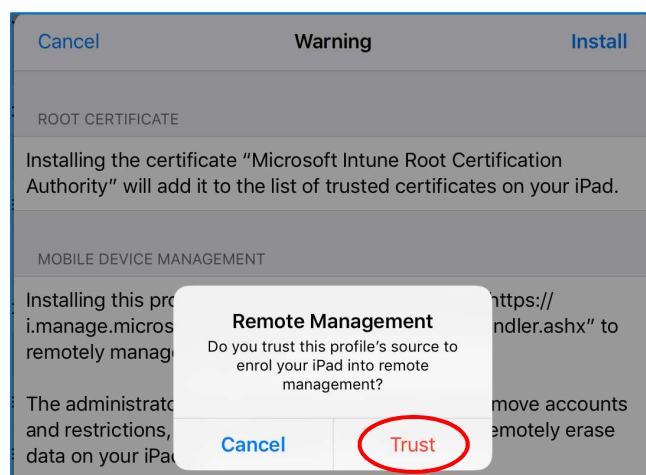 Cancel Warning Install
ROOT CERTIFICATE
Installing the certificate “Microsoft Intune Root Certification
Authority” will add it to the list of trusted certificates on your iPad.
MOBILE DEVICE MANAGEMENT
Installing this https://
i.manage.micros ndler.ashx” to
remotely manag
The administrato move accounts
and restrictions, emotely erase
data on your iPa
Remote Management
Do you trust this profile’s source to
enrol your iPad into remote
management?
Cancel Trust